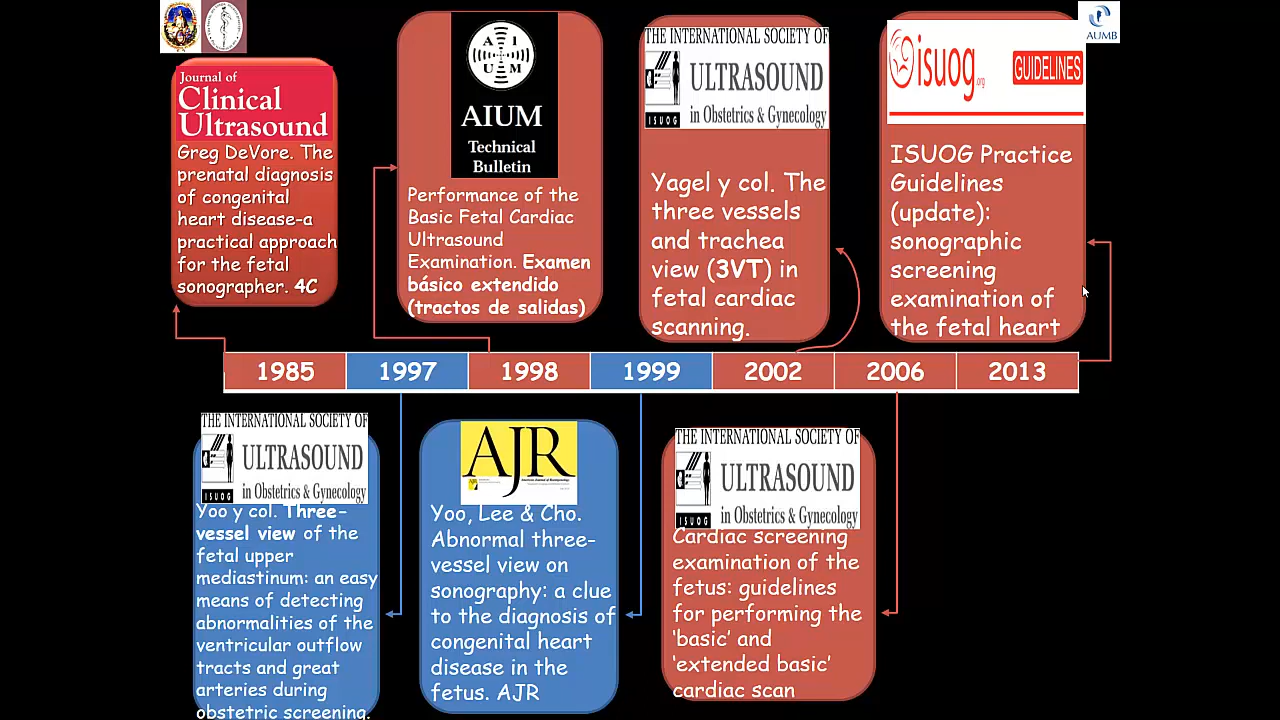 Journal of
Clinical
Ultrasound
Greg DeVore. The
prenatal diagnosis
of congenital
heart disease-a
practical approach
for the fetal
sonographer. 4C
A I
U M
AIUM
Technical
Bulletin
Performance of the
Basic Fetal Cardiac
Ultrasound
Examination. Examen
básico extendido
(tractos de salidas)
THE INTERNATIONAL SOCIETY OF
ULTRASOUND
in Obstetrics & Gynecology
ISUOG
Yagel y col. The
three vessels
and trachea
view (3VT) in
fetal cardiac
scanning.
isuog.org
GUIDELINES
ISUOG Practice
Guidelines
(update):
sonographic
screening
examination of
the fetal heart
AUMB
1985 1997 1998 1999 2002 2006 2013
THE INTERNATIONAL SOCIETY OF
ULTRASOUND
in Obstetrics & Gynecology
ISUOG
Yoo y col. Three-
vessel view of the
fetal upper
mediastinum: an easy
means of detecting
abnormalities of the
ventricular outflow
tracts and great
arteries during
obstetric screening.
AJR
Yoo, Lee & Cho.
Abnormal three-
vessel view on
sonography: a clue
to the diagnosis of
congenital heart
disease in the
fetus. AJR
THE INTERNATIONAL SOCIETY OF
ULTRASOUND
in Obstetrics & Gynecology
ISUOG
Cardiac screening
examination of the
fetus: guidelines
for performing the
‘basic’ and
‘extended basic’
cardiac scan